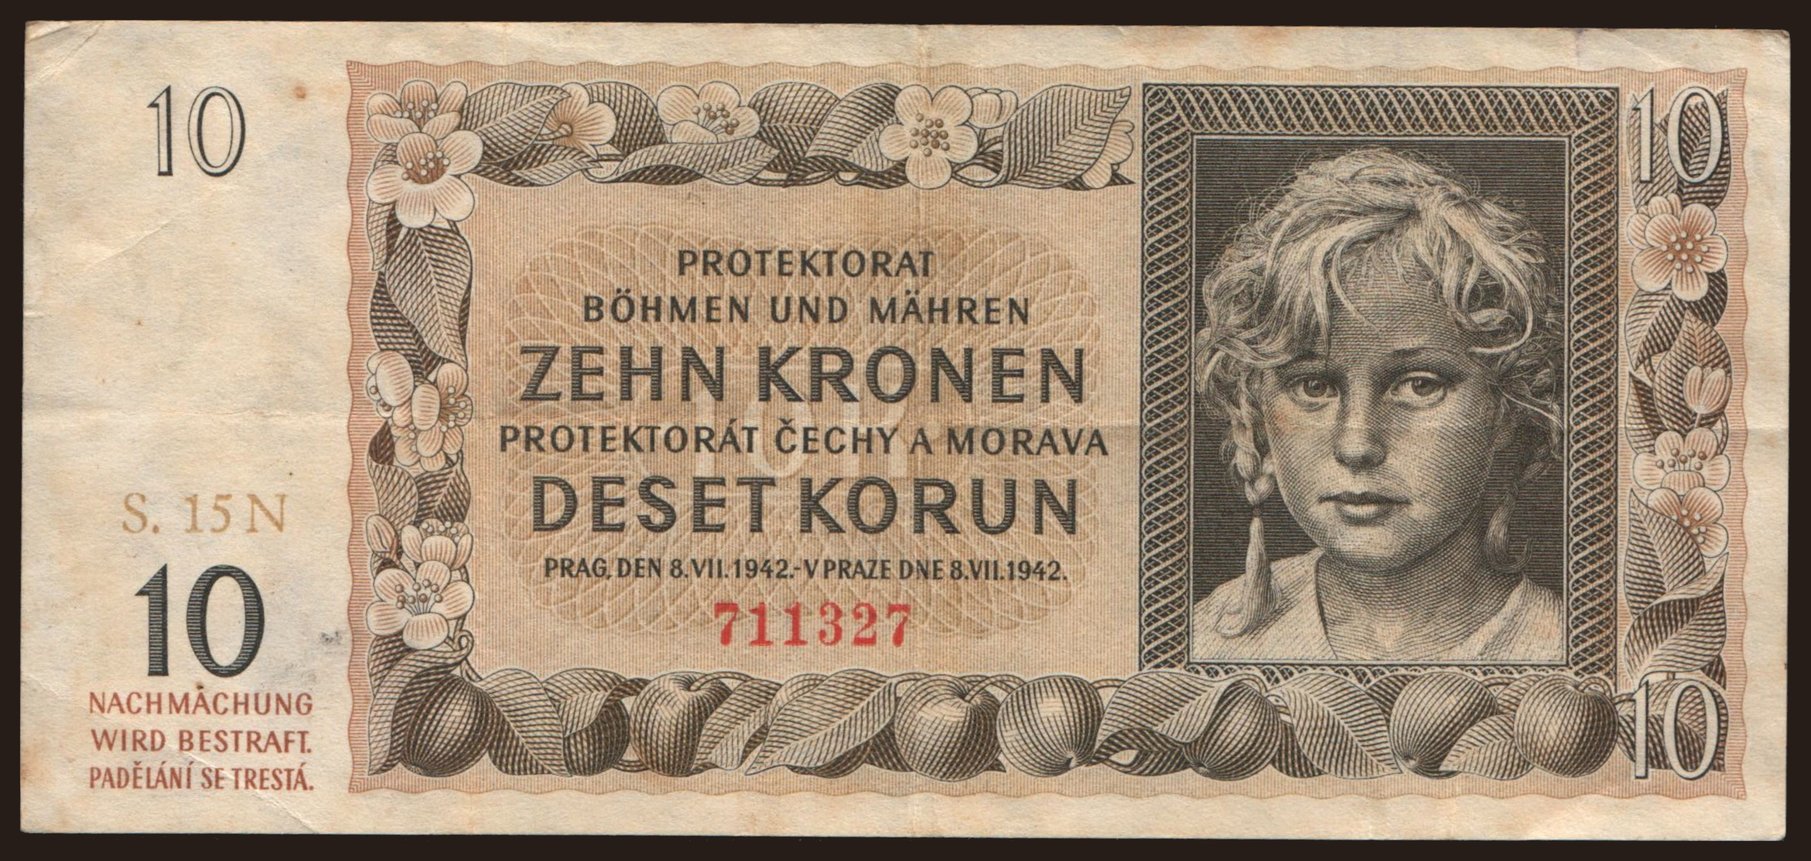 10
10
PROTEKTORAT
BÖHMEN UND MÄHREN
ZEHN KRONEN
PROTEKTORÁT ČECHY A MORAVA
DESET KORUN
PRAG, DEN 8.VII.1942.-V PRAZE DNE 8.VII.1942.
711327
S. 15 N
10
NACHMACHUNG
WIRD BESTRAFT.
PADĚLÁNÍ SE TRESTÁ.
10